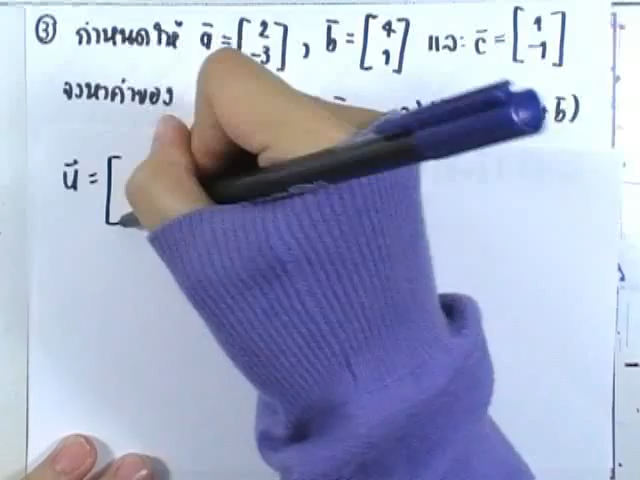 ③ กำหนดให้ ā = [2 -3], b̄ = [4 1] และ c̄ = [1 -1]
จงหาค่าของ b̄)
ū = [